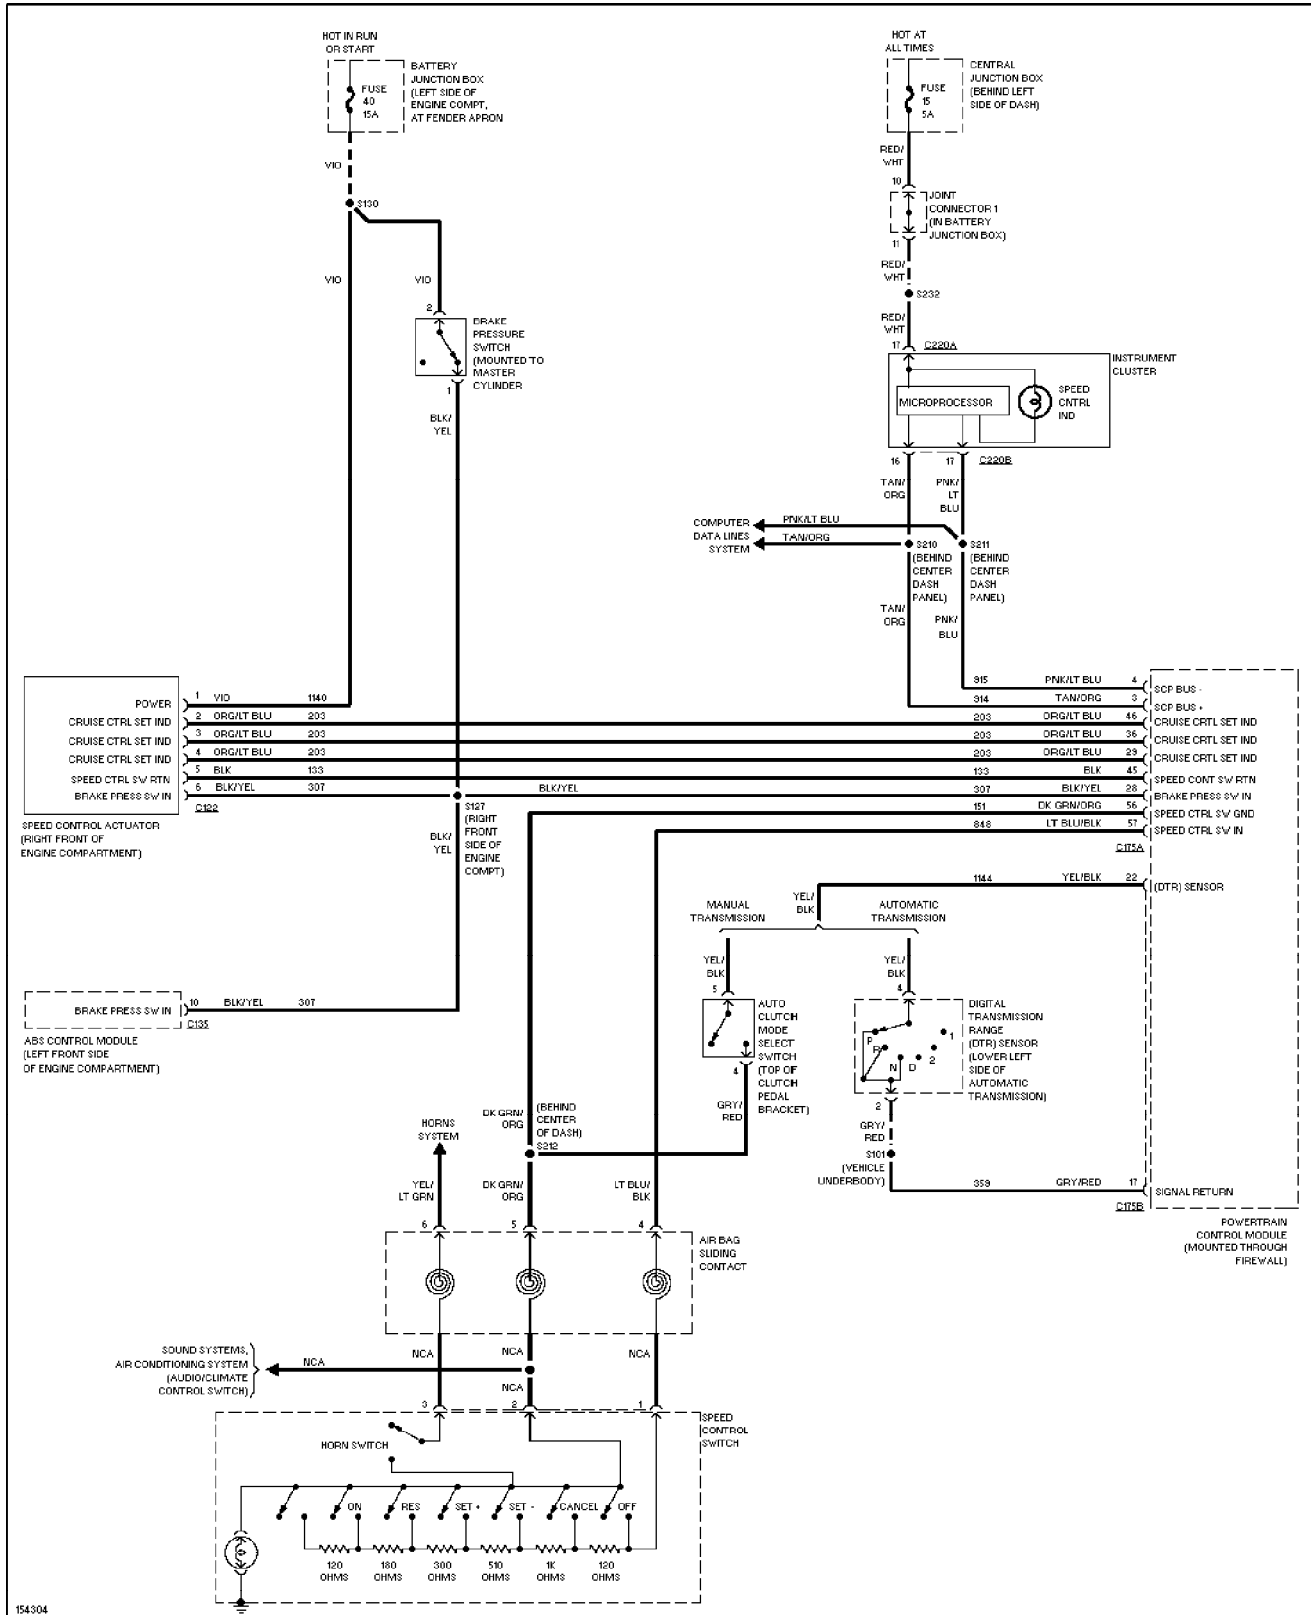 HOT IN RUN
OR START
BATTERY
JUNCTION BOX
(LEFT SIDE OF
ENGINE COMPT,
AT FENDER APRON
FUSE
40
15A
VIO
S130
VIO
VIO
2
BRAKE
PRESSURE
SWITCH
(MOUNTED TO
MASTER
CYLINDER
1
BLK/
YEL
HOT AT
ALL TIMES
CENTRAL
JUNCTION BOX
(BEHIND LEFT
SIDE OF DASH)
FUSE
15
5A
RED/
WHT
10
JOINT
CONNECTOR 1
(IN BATTERY
JUNCTION BOX)
11
RED/
WHT
S232
RED/
WHT
17
C220A
INSTRUMENT
CLUSTER
MICROPROCESSOR
SPEED
CNTRL
IND
16
17
C220B
TAN/
ORG
PNK/
LT
BLU
COMPUTER
DATA LINES
SYSTEM
PNK/LT BLU
TAN/ORG
S210
(BEHIND
CENTER
DASH
PANEL)
S211
(BEHIND
CENTER
DASH
PANEL)
TAN/
ORG
PNK/
BLU
POWER
1 VIO 1140
CRUISE CTRL SET IND
2 ORG/LT BLU 203
CRUISE CTRL SET IND
3 ORG/LT BLU 203
CRUISE CTRL SET IND
4 ORG/LT BLU 203
SPEED CTRL SW RTN
5 BLK 133
BRAKE PRESS SW IN
6 BLK/YEL 307
C122
SPEED CONTROL ACTUATOR
(RIGHT FRONT OF
ENGINE COMPARTMENT)
BLK/YEL
S127
(RIGHT
FRONT
SIDE OF
ENGINE
COMPT)
BLK/
YEL
915 PNK/LT BLU 4 SCP BUS -
914 TAN/ORG 3 SCP BUS +
203 ORG/LT BLU 46 CRUISE CRTL SET IND
203 ORG/LT BLU 36 CRUISE CRTL SET IND
203 ORG/LT BLU 29 CRUISE CRTL SET IND
133 BLK 45 SPEED CONT SW RTN
307 BLK/YEL 28 BRAKE PRESS SW IN
151 DK GRN/ORG 56 SPEED CTRL SW GND
848 LT BLU/BLK 57 SPEED CTRL SW IN
C175A
1144 YEL/BLK 22 (DTR) SENSOR
YEL/
BLK
MANUAL
TRANSMISSION
AUTOMATIC
TRANSMISSION
YEL/
BLK
YEL/
BLK
5
4
AUTO
CLUTCH
MODE
SELECT
SWITCH
(TOP OF
CLUTCH
PEDAL
BRACKET)
4
GRY/
RED
DIGITAL
TRANSMISSION
RANGE
(DTR) SENSOR
(LOWER LEFT
SIDE OF
AUTOMATIC
TRANSMISSION)
P
R
N
D
2
1
2
GRY/
RED
S101
(VEHICLE
UNDERBODY)
359 GRY/RED 17 SIGNAL RETURN
C175B
POWERTRAIN
CONTROL MODULE
(MOUNTED THROUGH
FIREWALL)
BRAKE PRESS SW IN
10 BLK/YEL 307
C135
ABS CONTROL MODULE
(LEFT FRONT SIDE
OF ENGINE COMPARTMENT)
HORNS
SYSTEM
DK GRN/
ORG
(BEHIND
CENTER
OF DASH)
S212
YEL/
LT GRN
DK GRN/
ORG
LT BLU/
BLK
6
5
4
AIR BAG
SLIDING
CONTACT
SOUND SYSTEMS,
AIR CONDITIONING SYSTEM
(AUDIO/CLIMATE
CONTROL SWITCH)
NCA
NCA
NCA
NCA
NCA
3
2
1
SPEED
CONTROL
SWITCH
HORN SWITCH
ON
RES
SET +
SET -
CANCEL
OFF
120
OHMS
180
OHMS
300
OHMS
510
OHMS
1K
OHMS
120
OHMS
154304